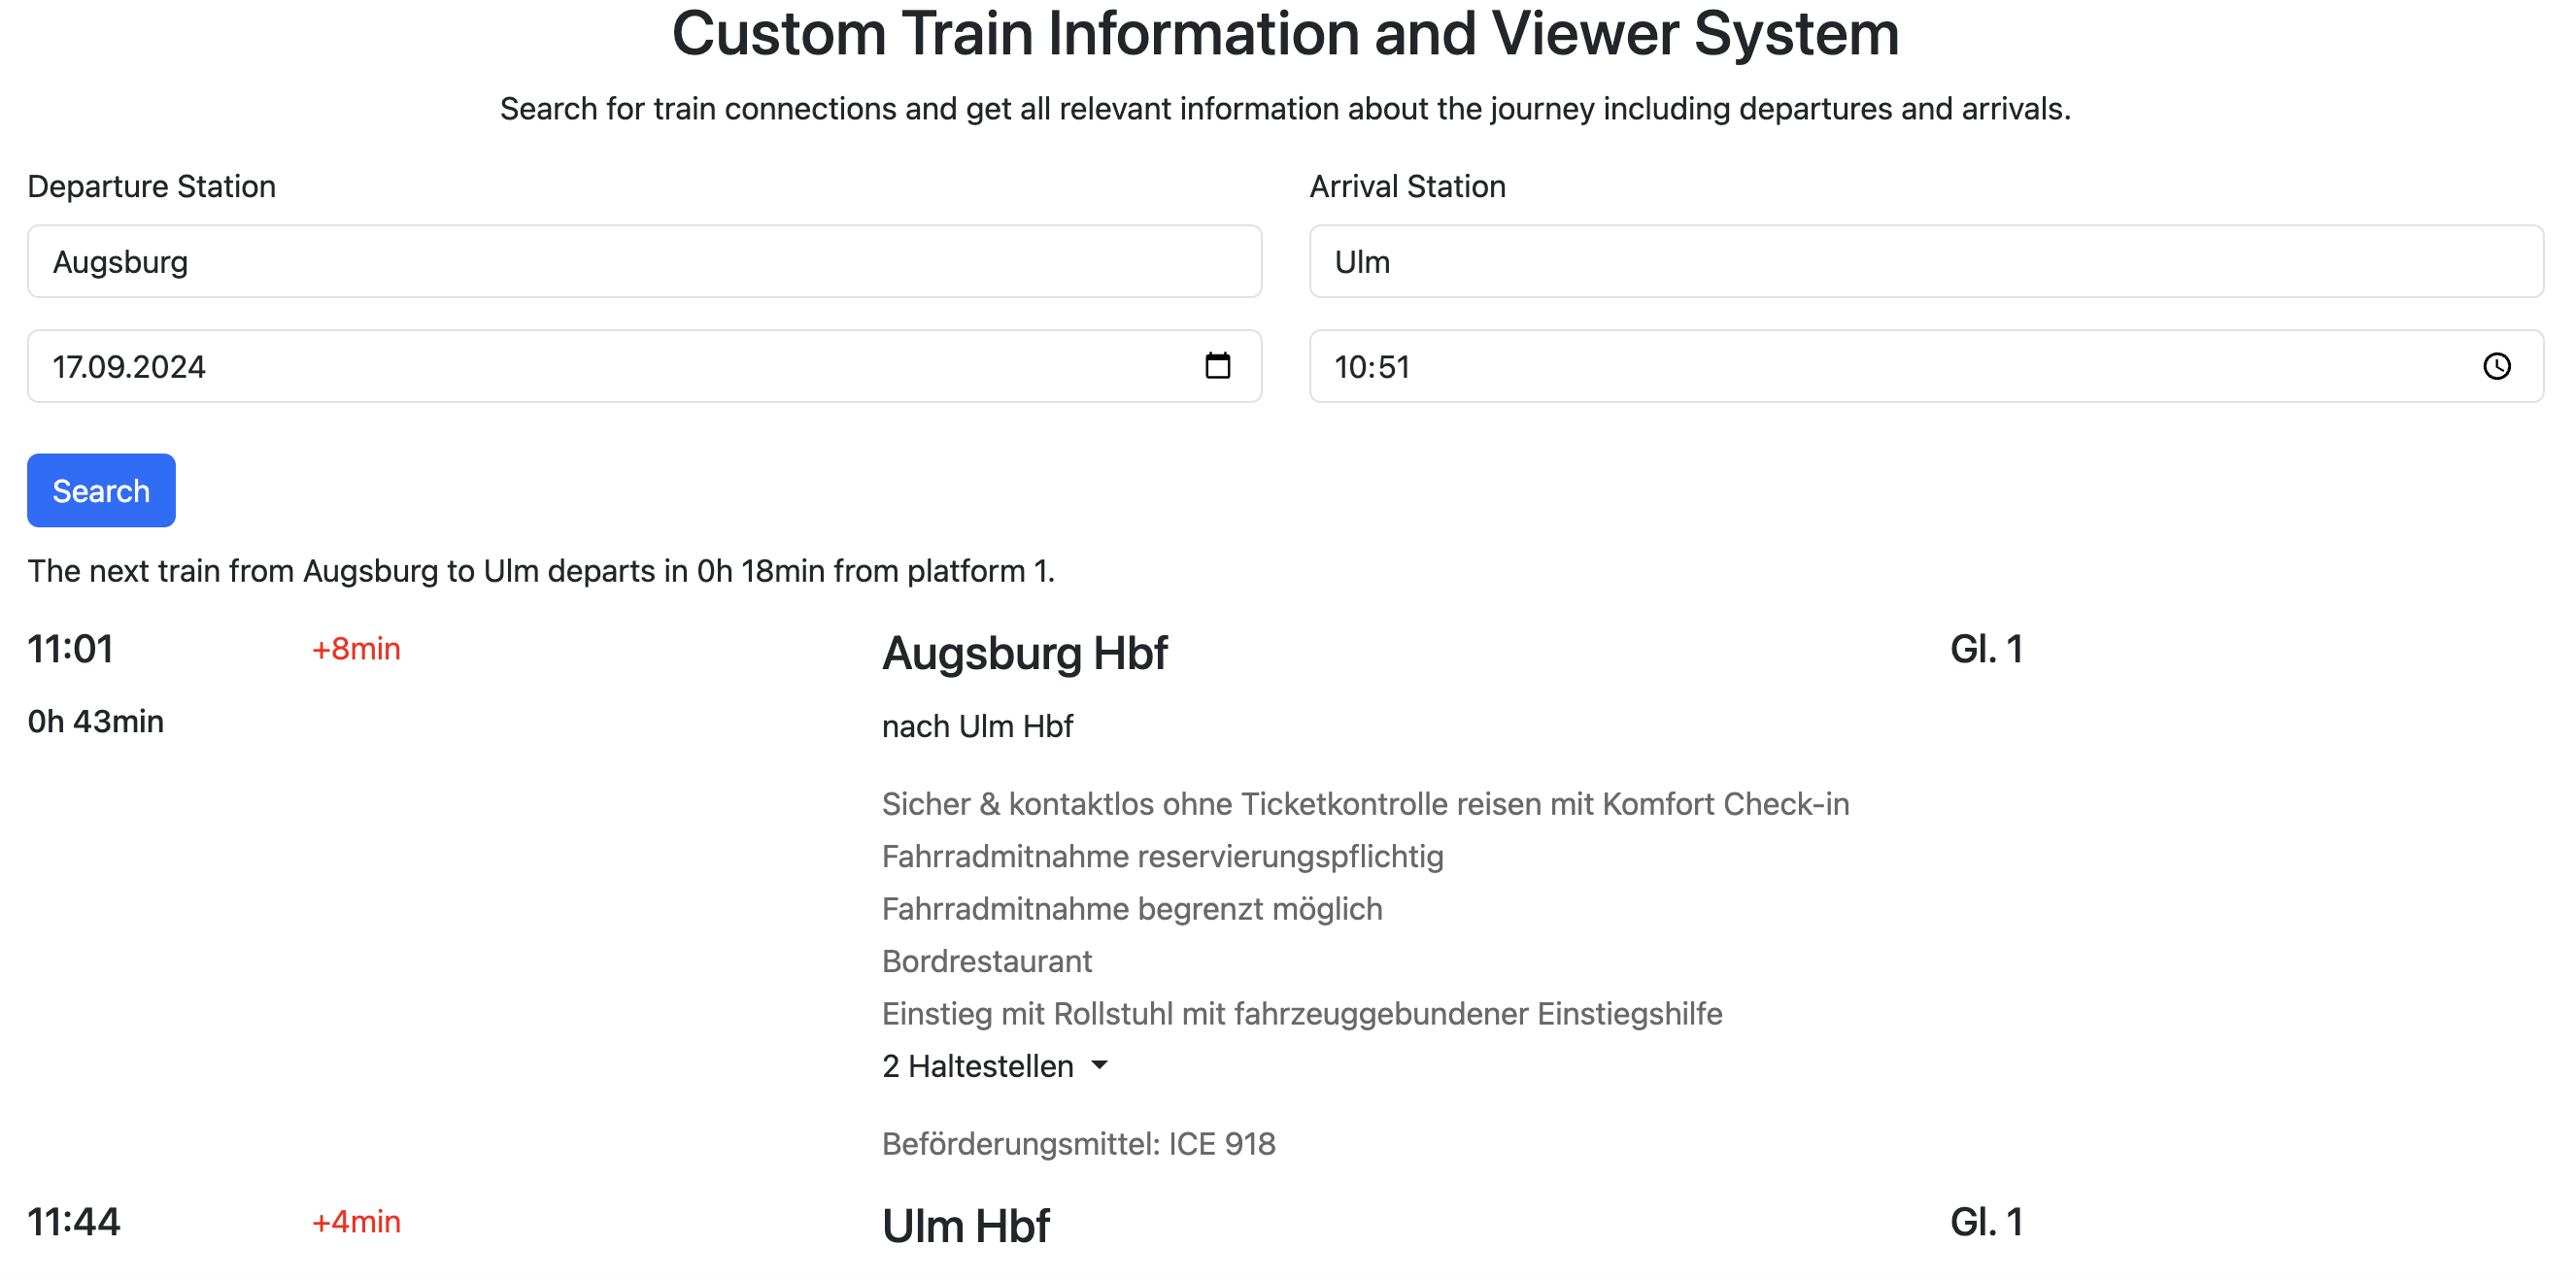 Custom Train Information and Viewer System
Search for train connections and get all relevant information about the journey including departures and arrivals.
Departure Station
Arrival Station
Augsburg
Ulm
17.09.2024
10:51
Search
The next train from Augsburg to Ulm departs in 0h 18min from platform 1.
11:01 +8min Augsburg Hbf Gl. 1
0h 43min nach Ulm Hbf
Sicher & kontaktlos ohne Ticketkontrolle reisen mit Komfort Check-in
Fahrradmitnahme reservierungspflichtig
Fahrradmitnahme begrenzt möglich
Bordrestaurant
Einstieg mit Rollstuhl mit fahrzeuggebundener Einstiegshilfe
2 Haltestellen
Beförderungsmittel: ICE 918
11:44 +4min Ulm Hbf Gl. 1